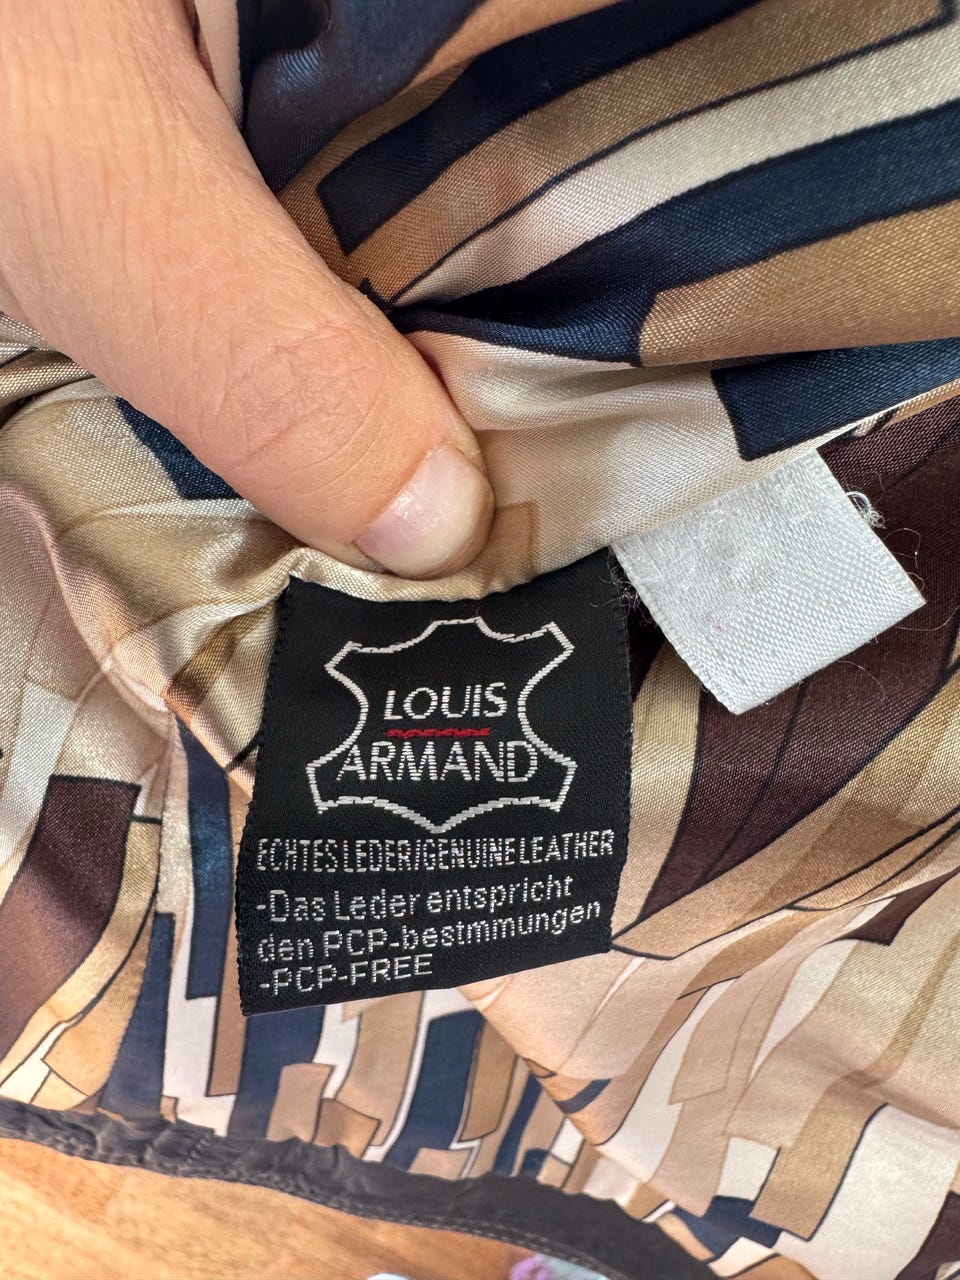 LOUIS
ARMAND
ECHTES LEDER/GENUINE LEATHER
-Das Leder entspricht
den PCP-bestmmungen
-PCP-FREE